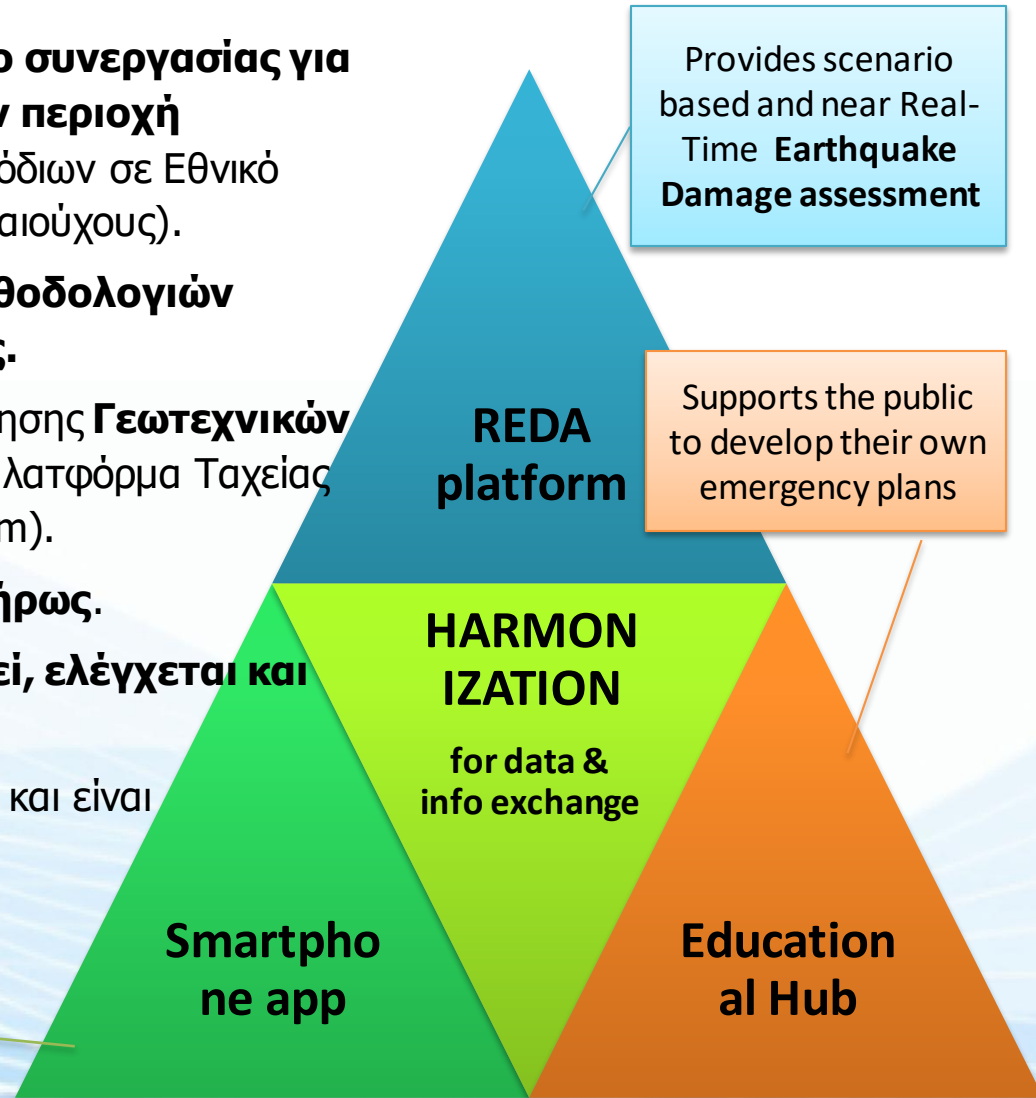 ο συνεργασίας για
ν περιοχή
όδιων σε Εθνικό
αιούχους).
θοδολογιών
ς.
ησης Γεωτεχνικών
λατφόρμα Ταχείας
m).
ήρως.
εί, ελέγχεται και
και είναι
Provides scenario
based and near Real-
Time Earthquake
Damage assessment
Supports the public
to develop their own
emergency plans
REDA
platform
HARMON
IZATION
for data &
info exchange
Smartpho
ne app
Education
al Hub